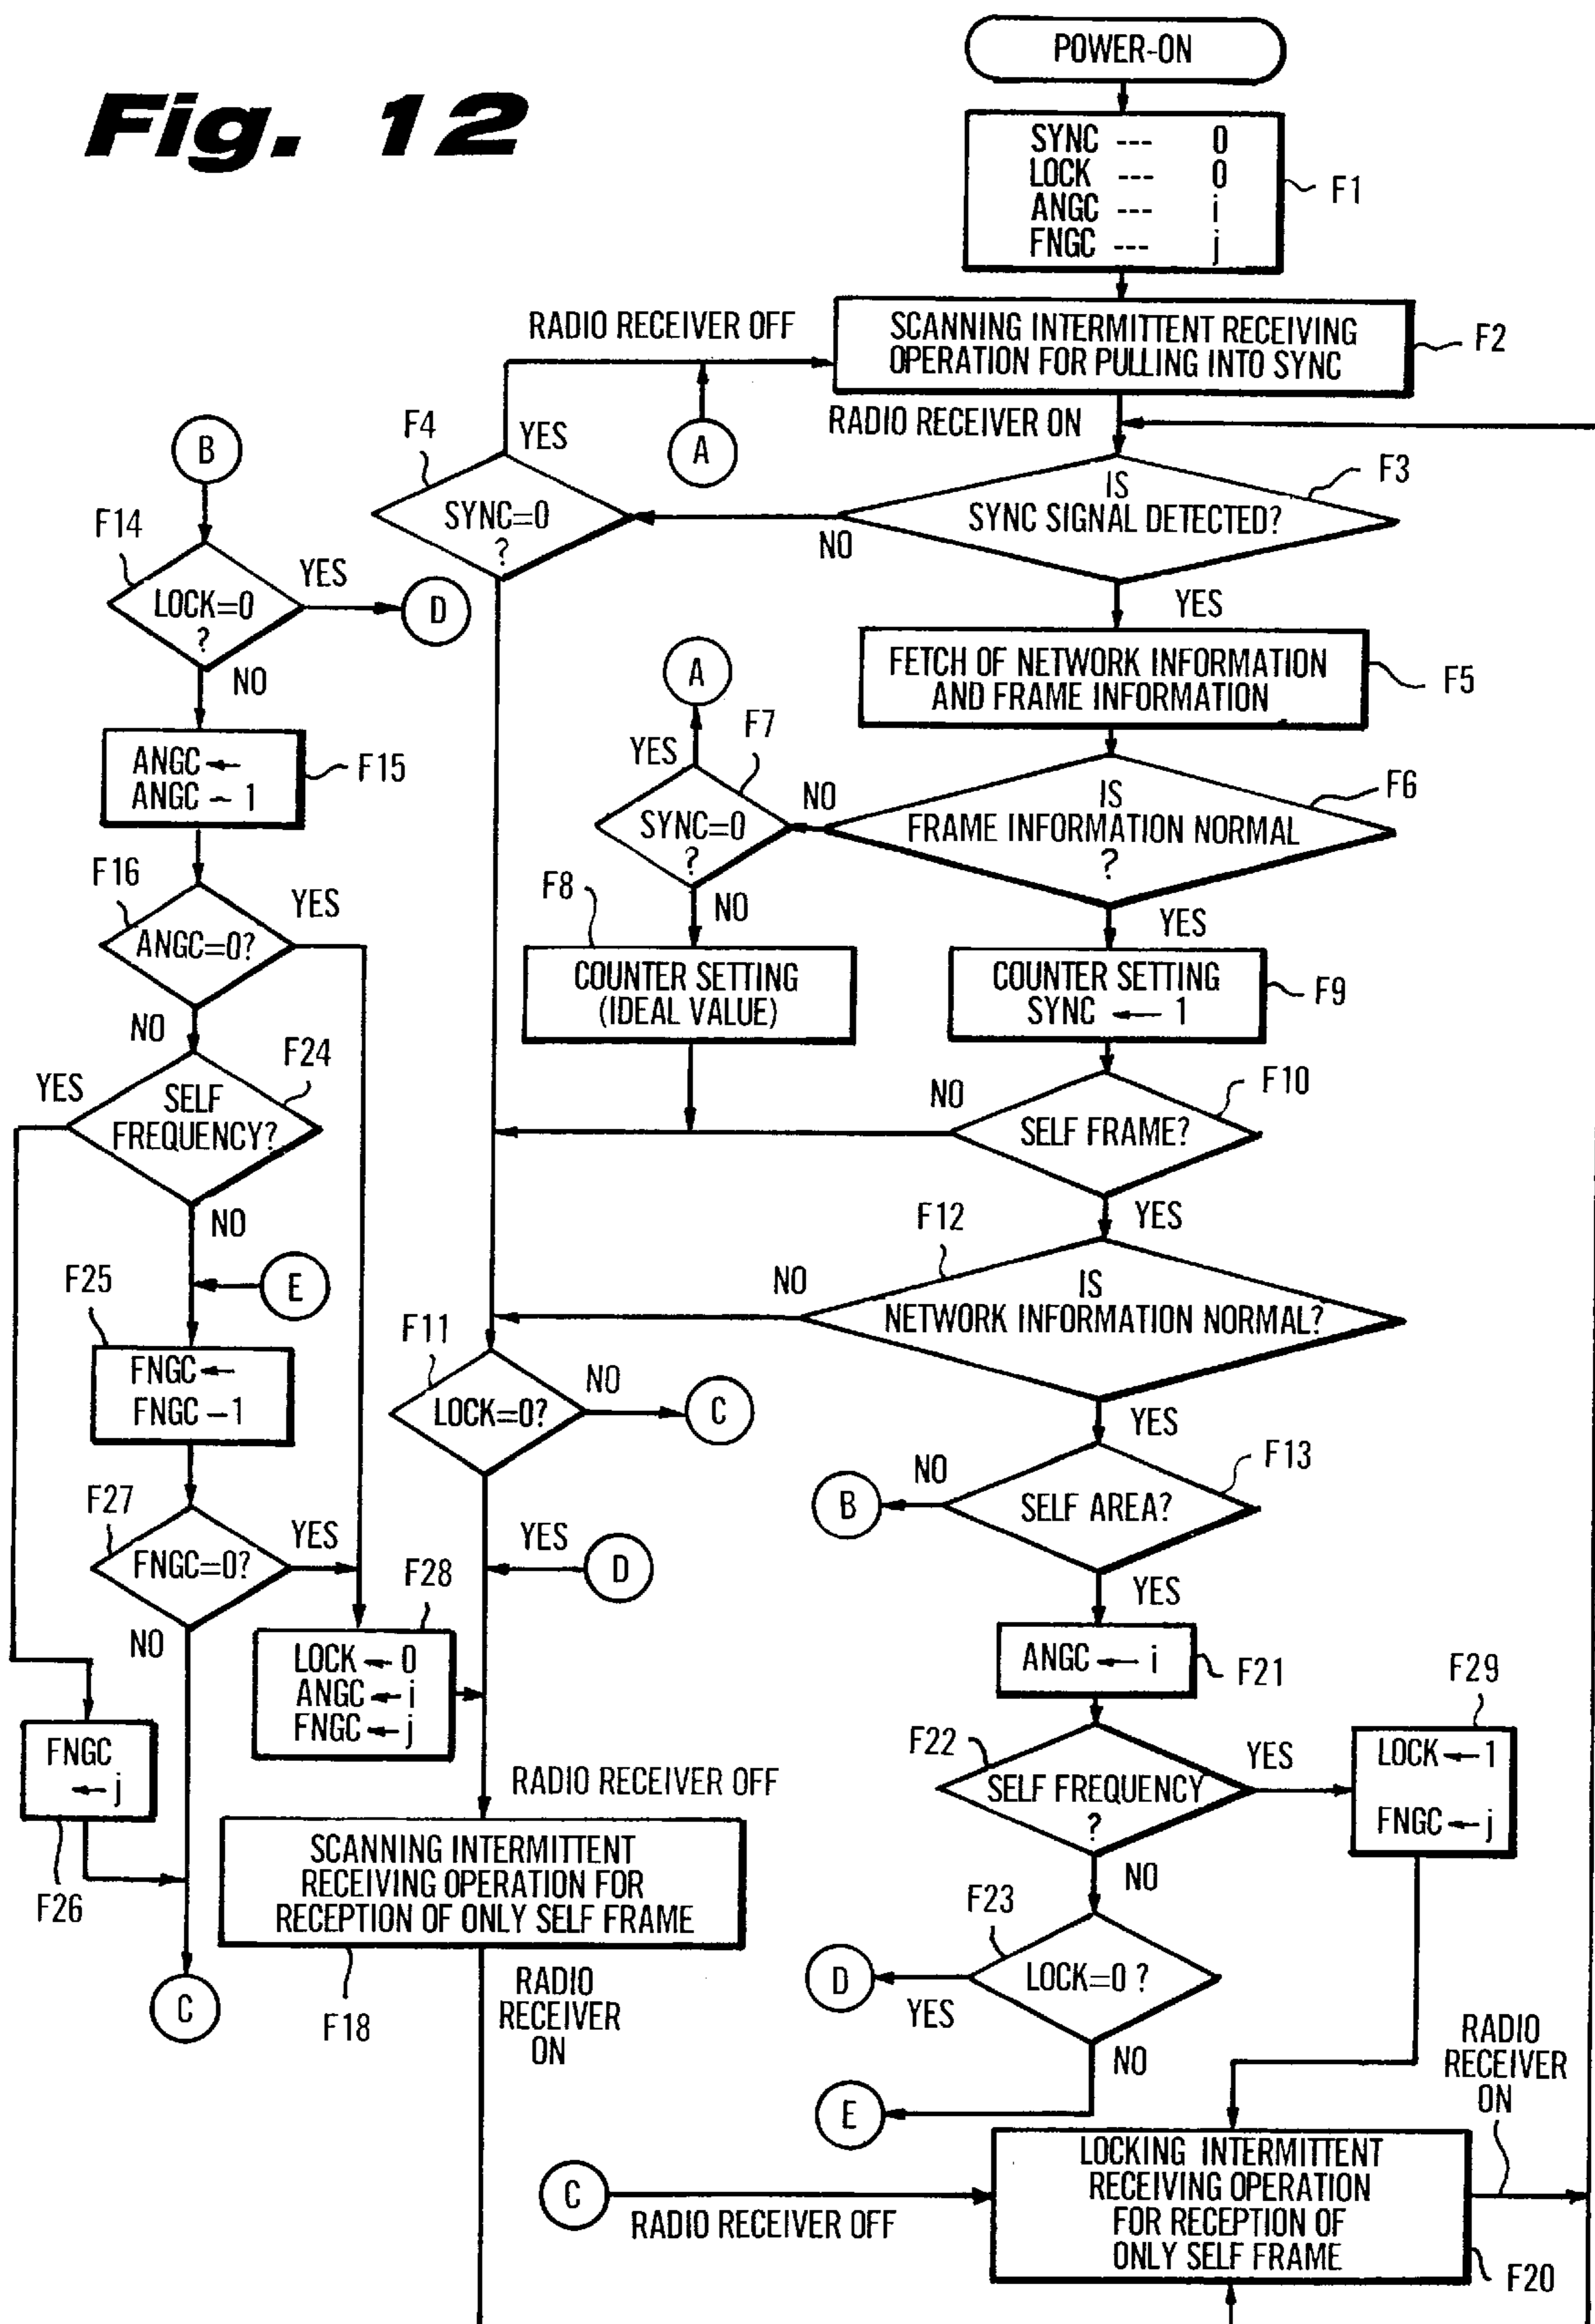 Fig. 12
POWER-ON
SYNC --- 0
LOCK --- 0
ANGC --- i
FNGC --- j
F1
RADIO RECEIVER OFF
SCANNING INTERMITTENT RECEIVING
OPERATION FOR PULLING INTO SYNC
F2
RADIO RECEIVER ON
A
F4
YES
SYNC=0
?
IS
SYNC SIGNAL DETECTED?
F3
NO
YES
B
F14
LOCK=0
?
YES
D
NO
FETCH OF NETWORK INFORMATION
AND FRAME INFORMATION
F5
A
YES
F7
SYNC=0
?
NO
IS
FRAME INFORMATION NORMAL
?
F6
NO
YES
ANGC ←
ANGC – 1
F15
F8
COUNTER SETTING
(IDEAL VALUE)
COUNTER SETTING
SYNC ← 1
F9
F16
ANGC=0?
YES
NO
F24
YES
SELF
FREQUENCY?
NO
NO
SELF FRAME?
F10
YES
E
F25
FNGC ←
FNGC –1
F12
NO
IS
NETWORK INFORMATION NORMAL?
YES
F11
LOCK=0?
NO
C
F27
FNGC=0?
YES
NO
YES
D
B
NO
SELF AREA?
F13
YES
F28
LOCK ← 0
ANGC ← i
FNGC ← j
ANGC ← i
F21
F29
LOCK ← 1
FNGC ← j
FNGC
← j
F26
RADIO RECEIVER OFF
F22
SELF FREQUENCY
?
YES
NO
SCANNING INTERMITTENT
RECEIVING OPERATION FOR
RECEPTION OF ONLY SELF FRAME
F18
RADIO
RECEIVER
ON
C
F23
D
LOCK=0 ?
YES
NO
E
RADIO
RECEIVER
ON
C
RADIO RECEIVER OFF
LOCKING INTERMITTENT
RECEIVING OPERATION
FOR RECEPTION OF
ONLY SELF FRAME
F20